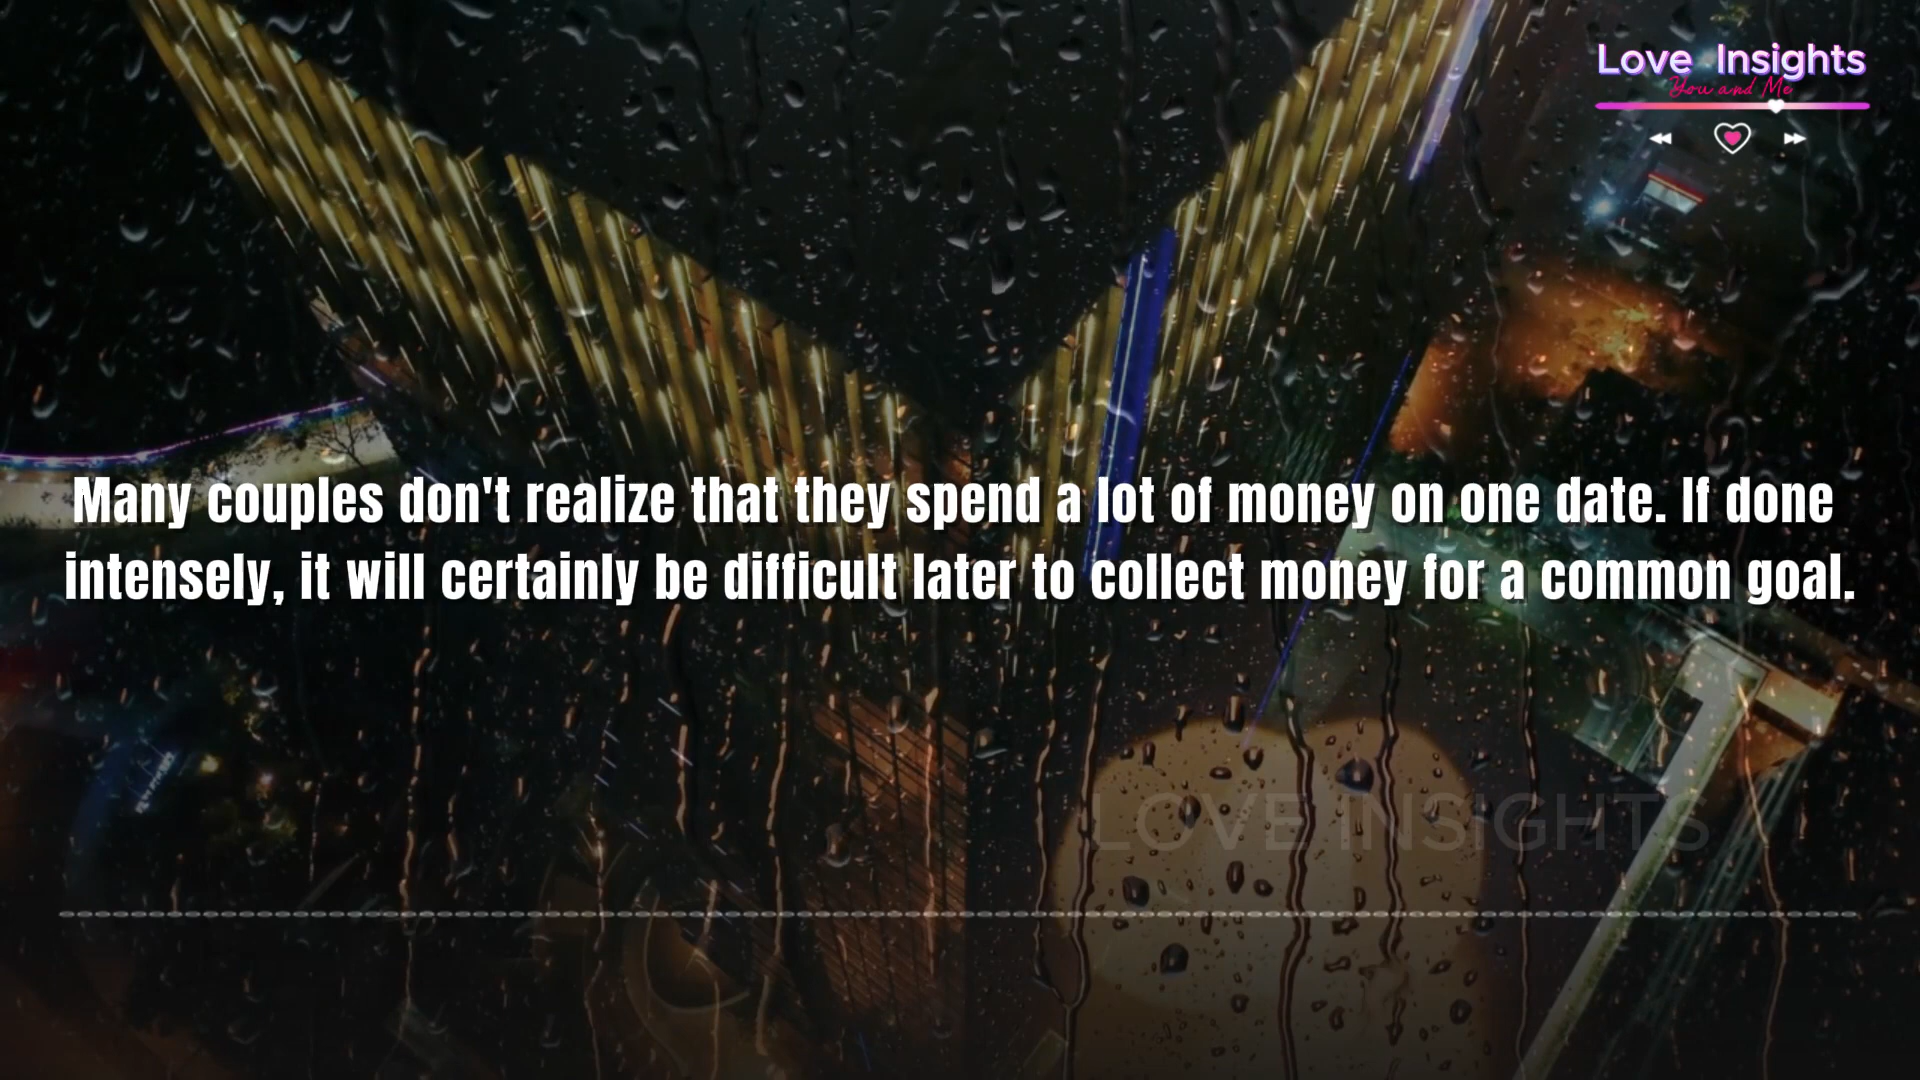 Love Insights
You and Me
Many couples don't realize that they spend a lot of money on one date. If done
intensely, it will certainly be difficult later to collect money for a common goal.
LOVE INSIGHTS